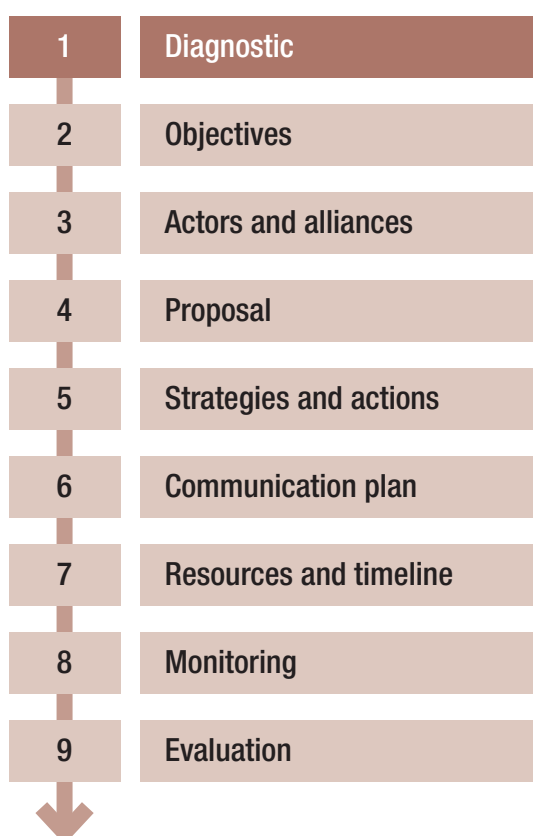 1 Diagnostic
2 Objectives
3 Actors and alliances
4 Proposal
5 Strategies and actions
6 Communication plan
7 Resources and timeline
8 Monitoring
9 Evaluation